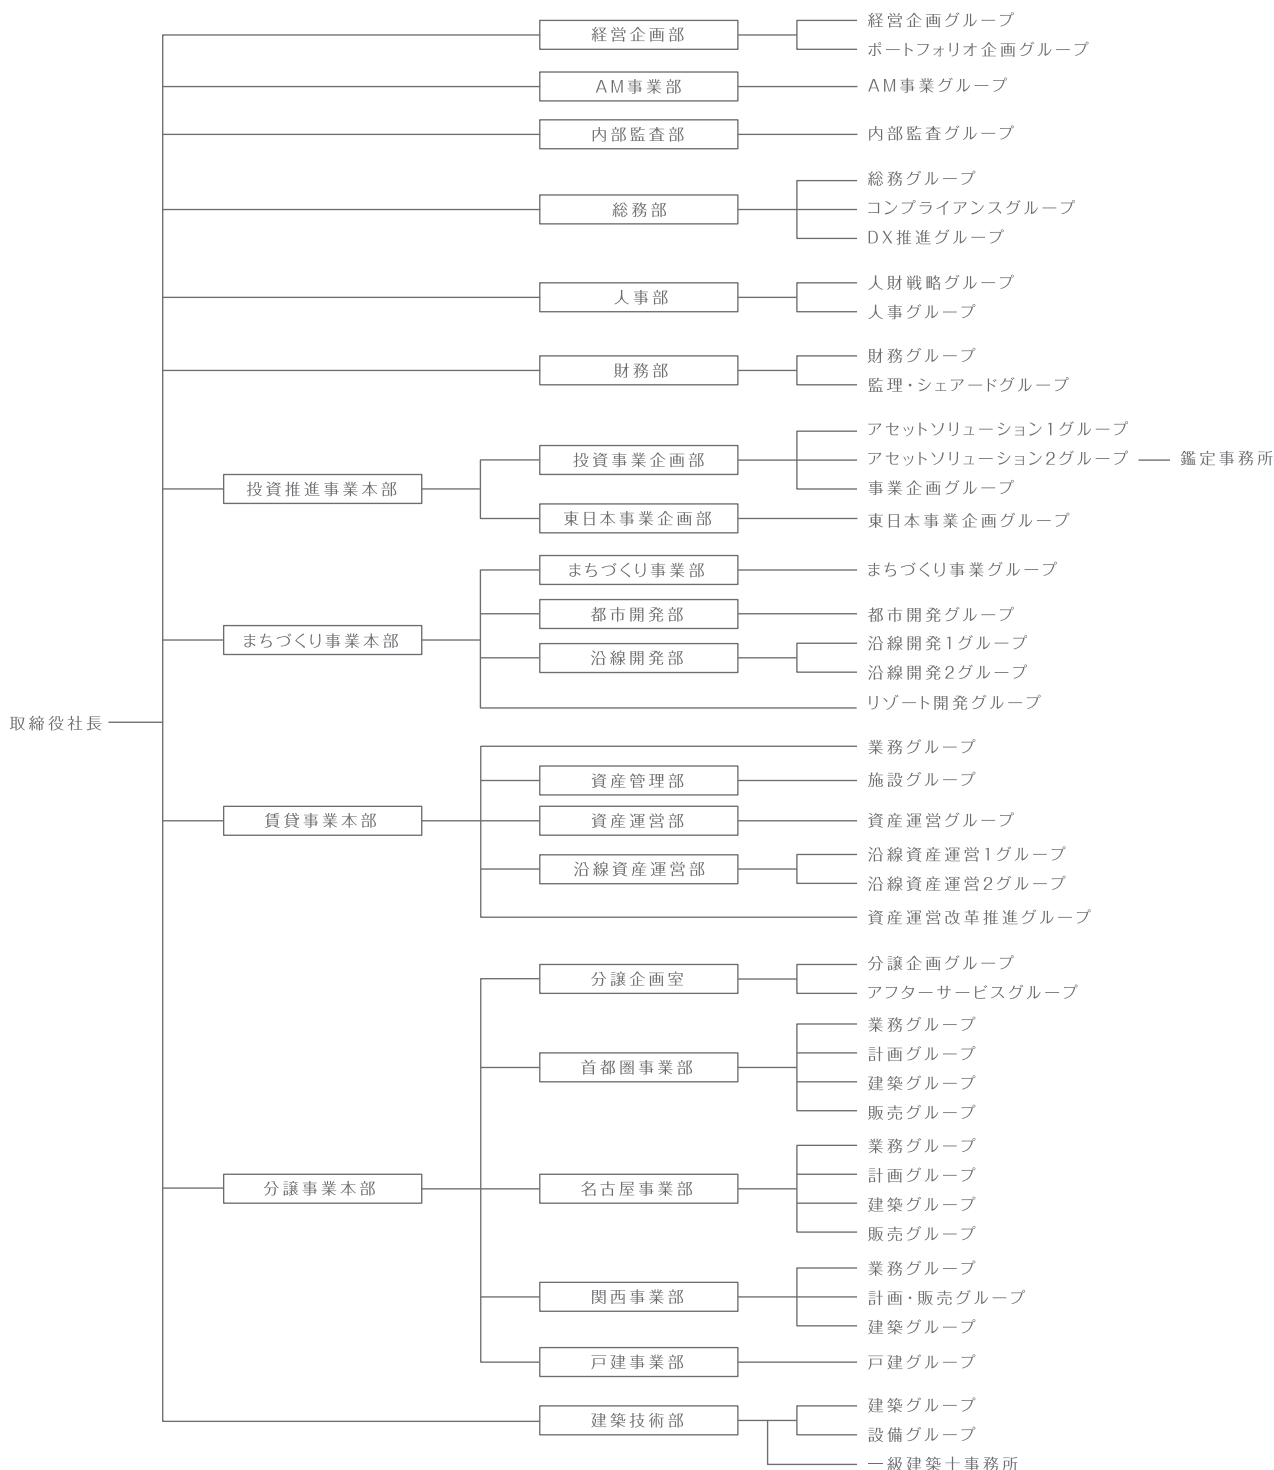 経営企画部
経営企画グループ
ポートフォリオ企画グループ
AM事業部
AM事業グループ
内部監査部
内部監査グループ
総務部
総務グループ
コンプライアンスグループ
DX推進グループ
人事部
人財戦略グループ
人事グループ
財務部
財務グループ
監理・シェアードグループ
投資推進事業本部
投資事業企画部
アセットソリューション1グループ
アセットソリューション2グループ
鑑定事務所
事業企画グループ
東日本事業企画部
東日本事業企画グループ
まちづくり事業本部
まちづくり事業部
まちづくり事業グループ
都市開発部
都市開発グループ
沿線開発部
沿線開発1グループ
沿線開発2グループ
リゾート開発グループ
取締役社長
賃貸事業本部
業務グループ
資産管理部
施設グループ
資産運営部
資産運営グループ
沿線資産運営部
沿線資産運営1グループ
沿線資産運営2グループ
資産運営改革推進グループ
分譲事業本部
分譲企画室
分譲企画グループ
アフターサービスグループ
首都圏事業部
業務グループ
計画グループ
建築グループ
販売グループ
名古屋事業部
業務グループ
計画グループ
建築グループ
販売グループ
関西事業部
業務グループ
計画・販売グループ
建築グループ
戸建事業部
戸建グループ
建築技術部
建築グループ
設備グループ
一級建築士事務所